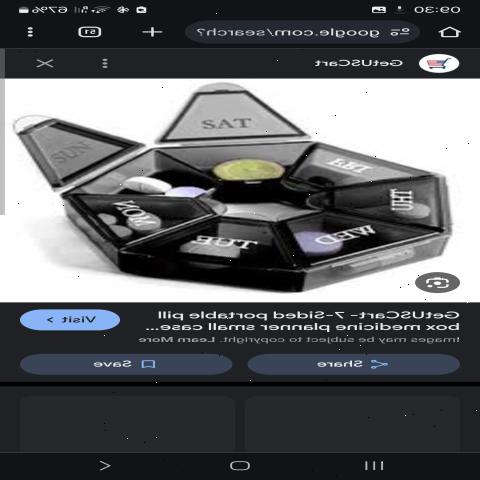 09:30
67%
google.com/search?
51
GetUSCart
SAT
SUN
FRI
THU
MON
TUE
WED
GetUSCart - 7-Sided portable pill
box medicine planner small case...
Visit >
Images may be subject to copyright. Learn More
Share
Save